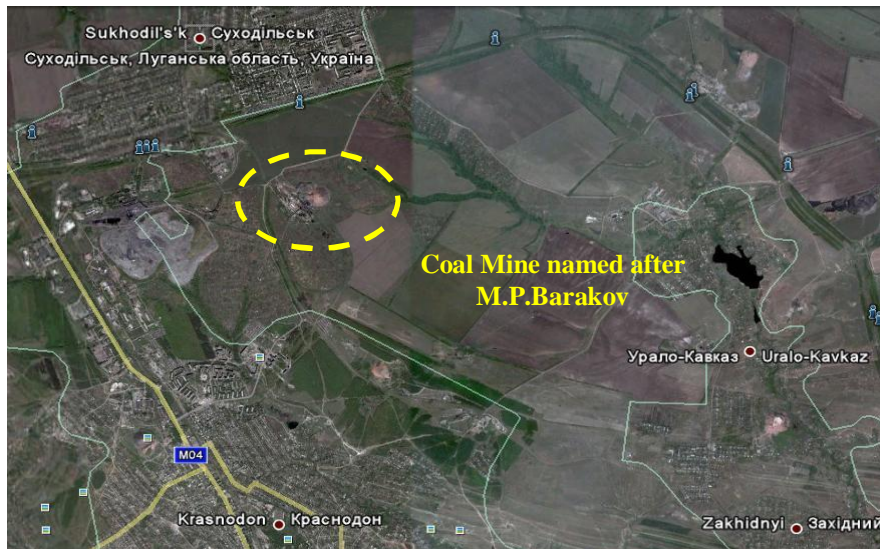 Sukhodil's'k Суходільськ
Суходільськ, Луганська область, Україна
Coal Mine named after
M.P.Barakov
Урало-Кавказ Uralo-Kavkaz
M04
Krasnodon Краснодон
Zakhidnyi Західний